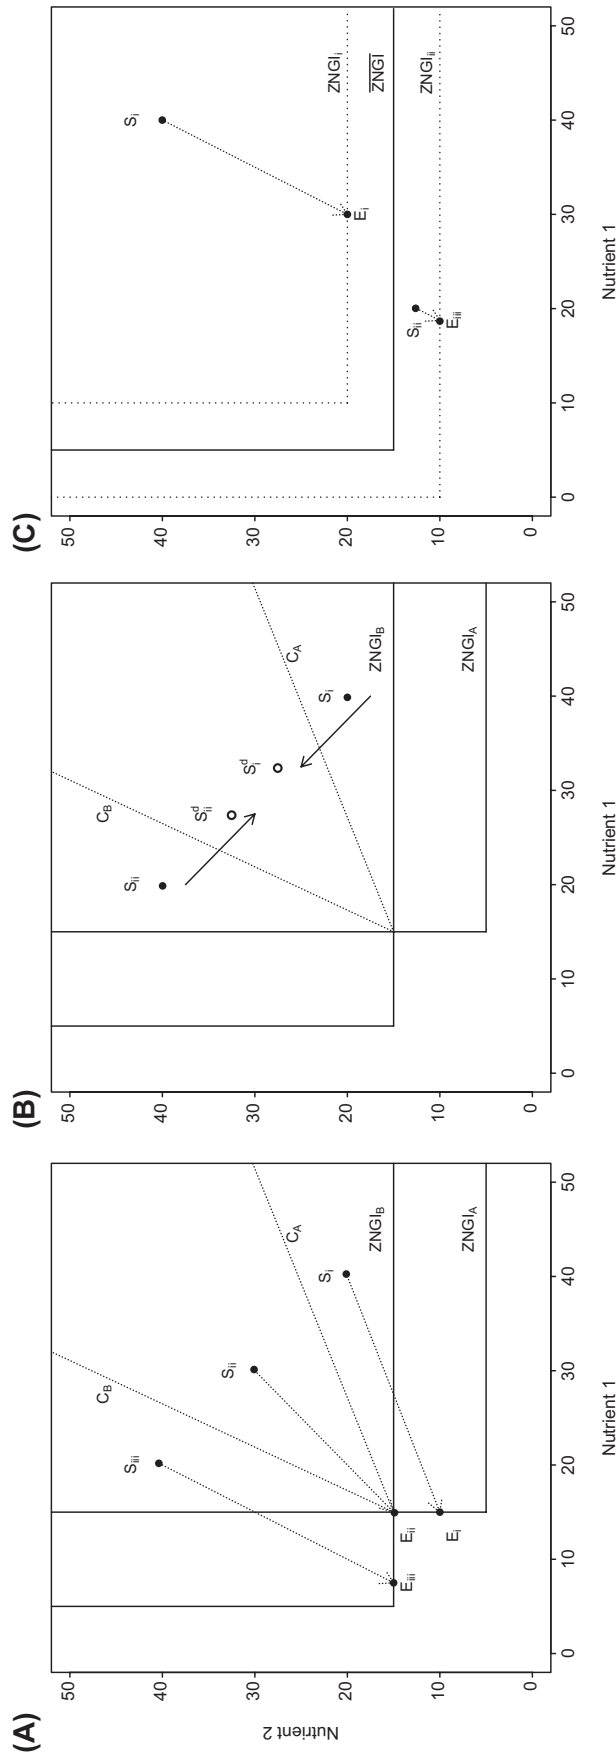 (A)
Nutrient 2
50
40
30
20
10
0
S_iii
C_B
S_ii
C_A
S_i
ZNGI_B
ZNGI_A
E_iii
E_ii
E_i
0 10 20 30 40 50
Nutrient 1
(B)
50
40
30
20
10
0
S_ii
C_B
S^d_ii
S^d_i
C_A
S_i
ZNGI_B
ZNGI_A
0 10 20 30 40 50
Nutrient 1
(C)
50
40
30
20
10
0
S_i
E_i
ZNGI_i
Z̅N̅G̅I̅
S_ii
E_iii
ZNGI_ii
0 10 20 30 40 50
Nutrient 1